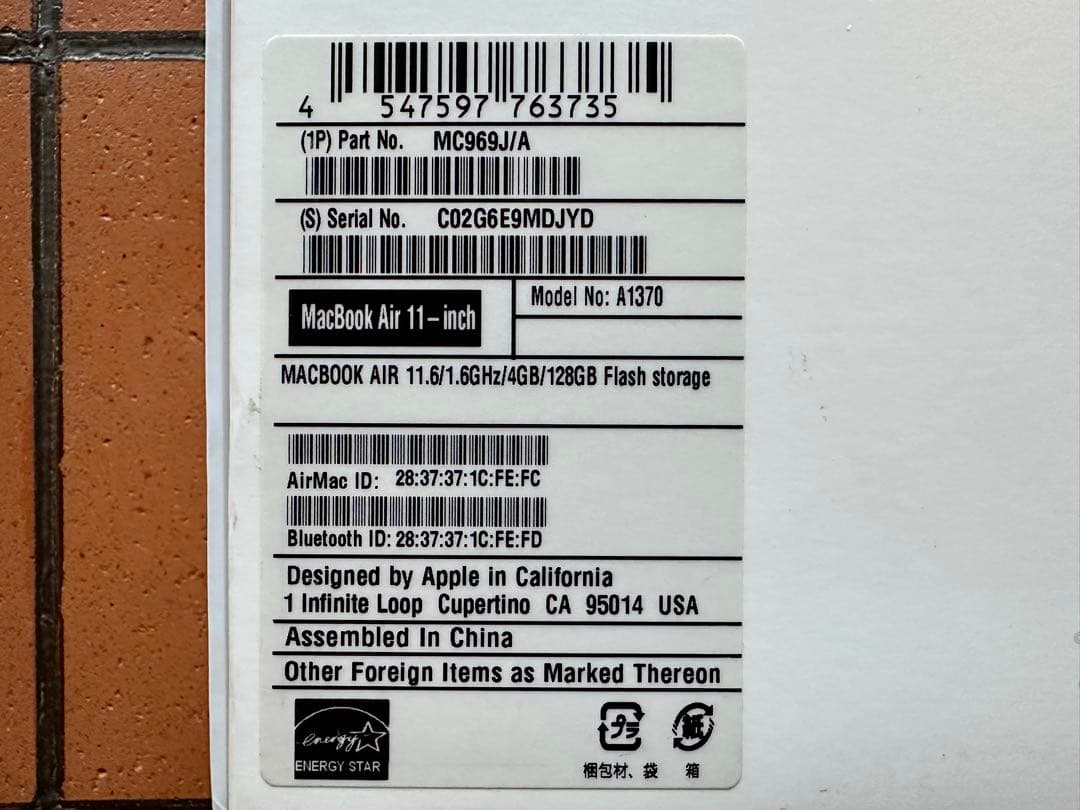 4 547597 763735
(1P) Part No. MC969J/A
(S) Serial No. C02G6E9MDJYD
MacBook Air 11-inch
Model No: A1370
MACBOOK AIR 11.6/1.6GHz/4GB/128GB Flash storage
AirMac ID: 28:37:37:1C:FE:FC
Bluetooth ID: 28:37:37:1C:FE:FD
Designed by Apple in California
1 Infinite Loop Cupertino CA 95014 USA
Assembled In China
Other Foreign Items as Marked Thereon
energy
ENERGY STAR
プラ 紙
梱包材、袋 箱